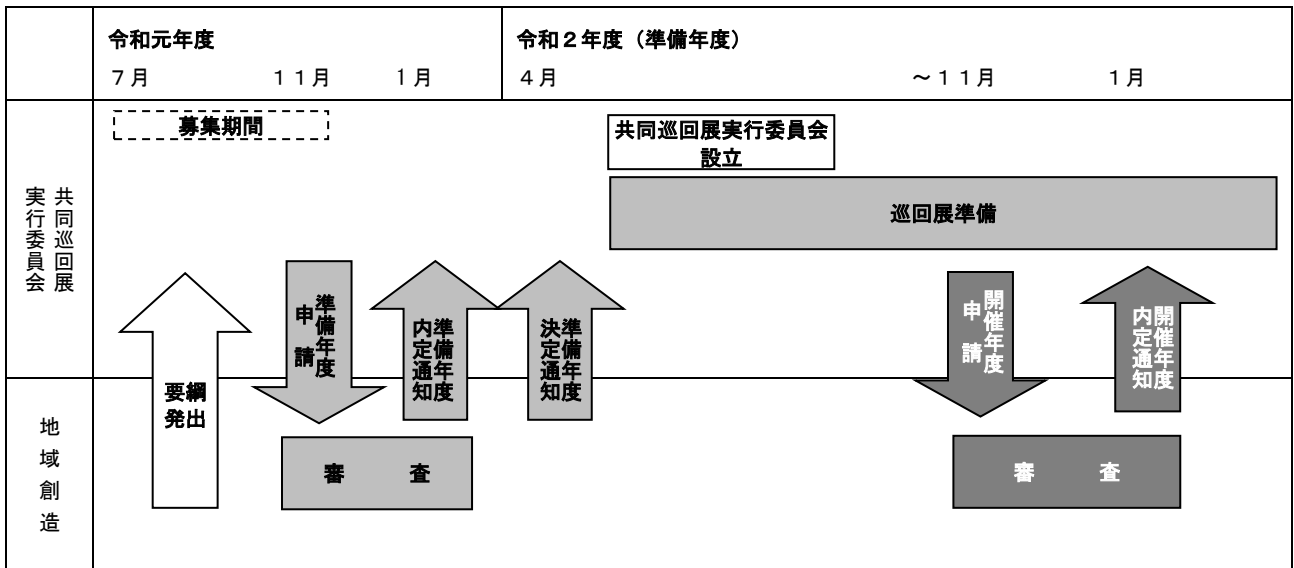 令和元年度
令和２年度（準備年度）
７月
１１月
１月
４月
～１１月
１月
共同巡回展
実行委員会
募集期間
共同巡回展実行委員会
設立
巡回展準備
要綱
発出
準備年度
申請
準備年度
内定通知
準備年度
決定通知
開催年度
申請
開催年度
内定通知
地域創造
審査
審査